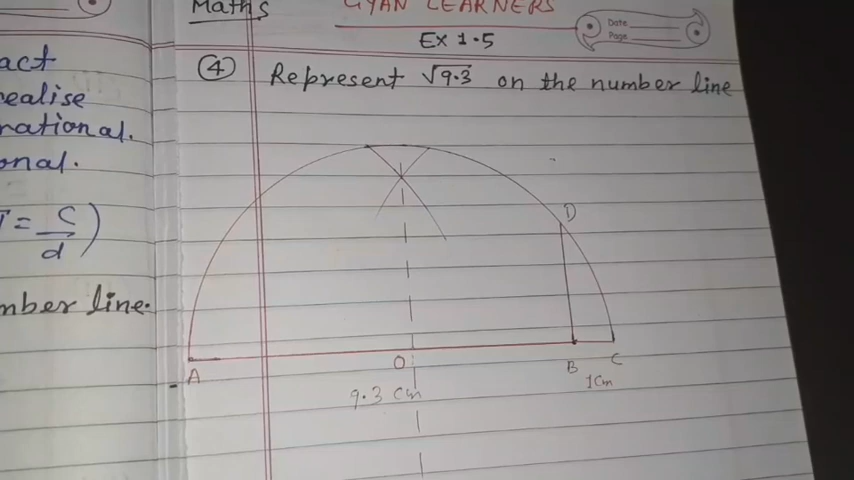 Maths
GYAN LEARNERS
Date
Page
Ex 1.5
④ Represent √9.3 on the number line
act
ealise
rational.
onal.
= C/d)
mber line.
D
A
O
B
C
9.3 cm
1cm